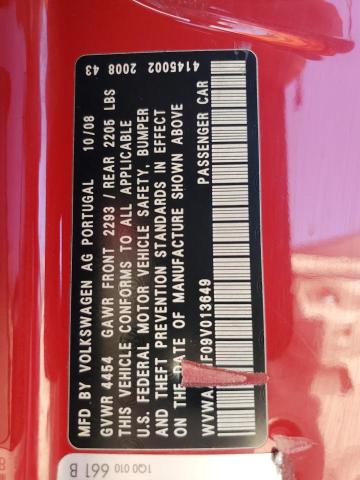 4145002 2008 43
MFD BY VOLKSWAGEN AG PORTUGAL 10/08
GVWR 4454 GAWR FRONT 2293 / REAR 2205 LBS
THIS VEHICLE CONFORMS TO ALL APPLICABLE
U.S. FEDERAL MOTOR VEHICLE SAFETY, BUMPER
AND THEFT PREVENTION STANDARDS IN EFFECT
ON THE DATE OF MANUFACTURE SHOWN ABOVE
PASSENGER CAR
1Q0 010 661 B